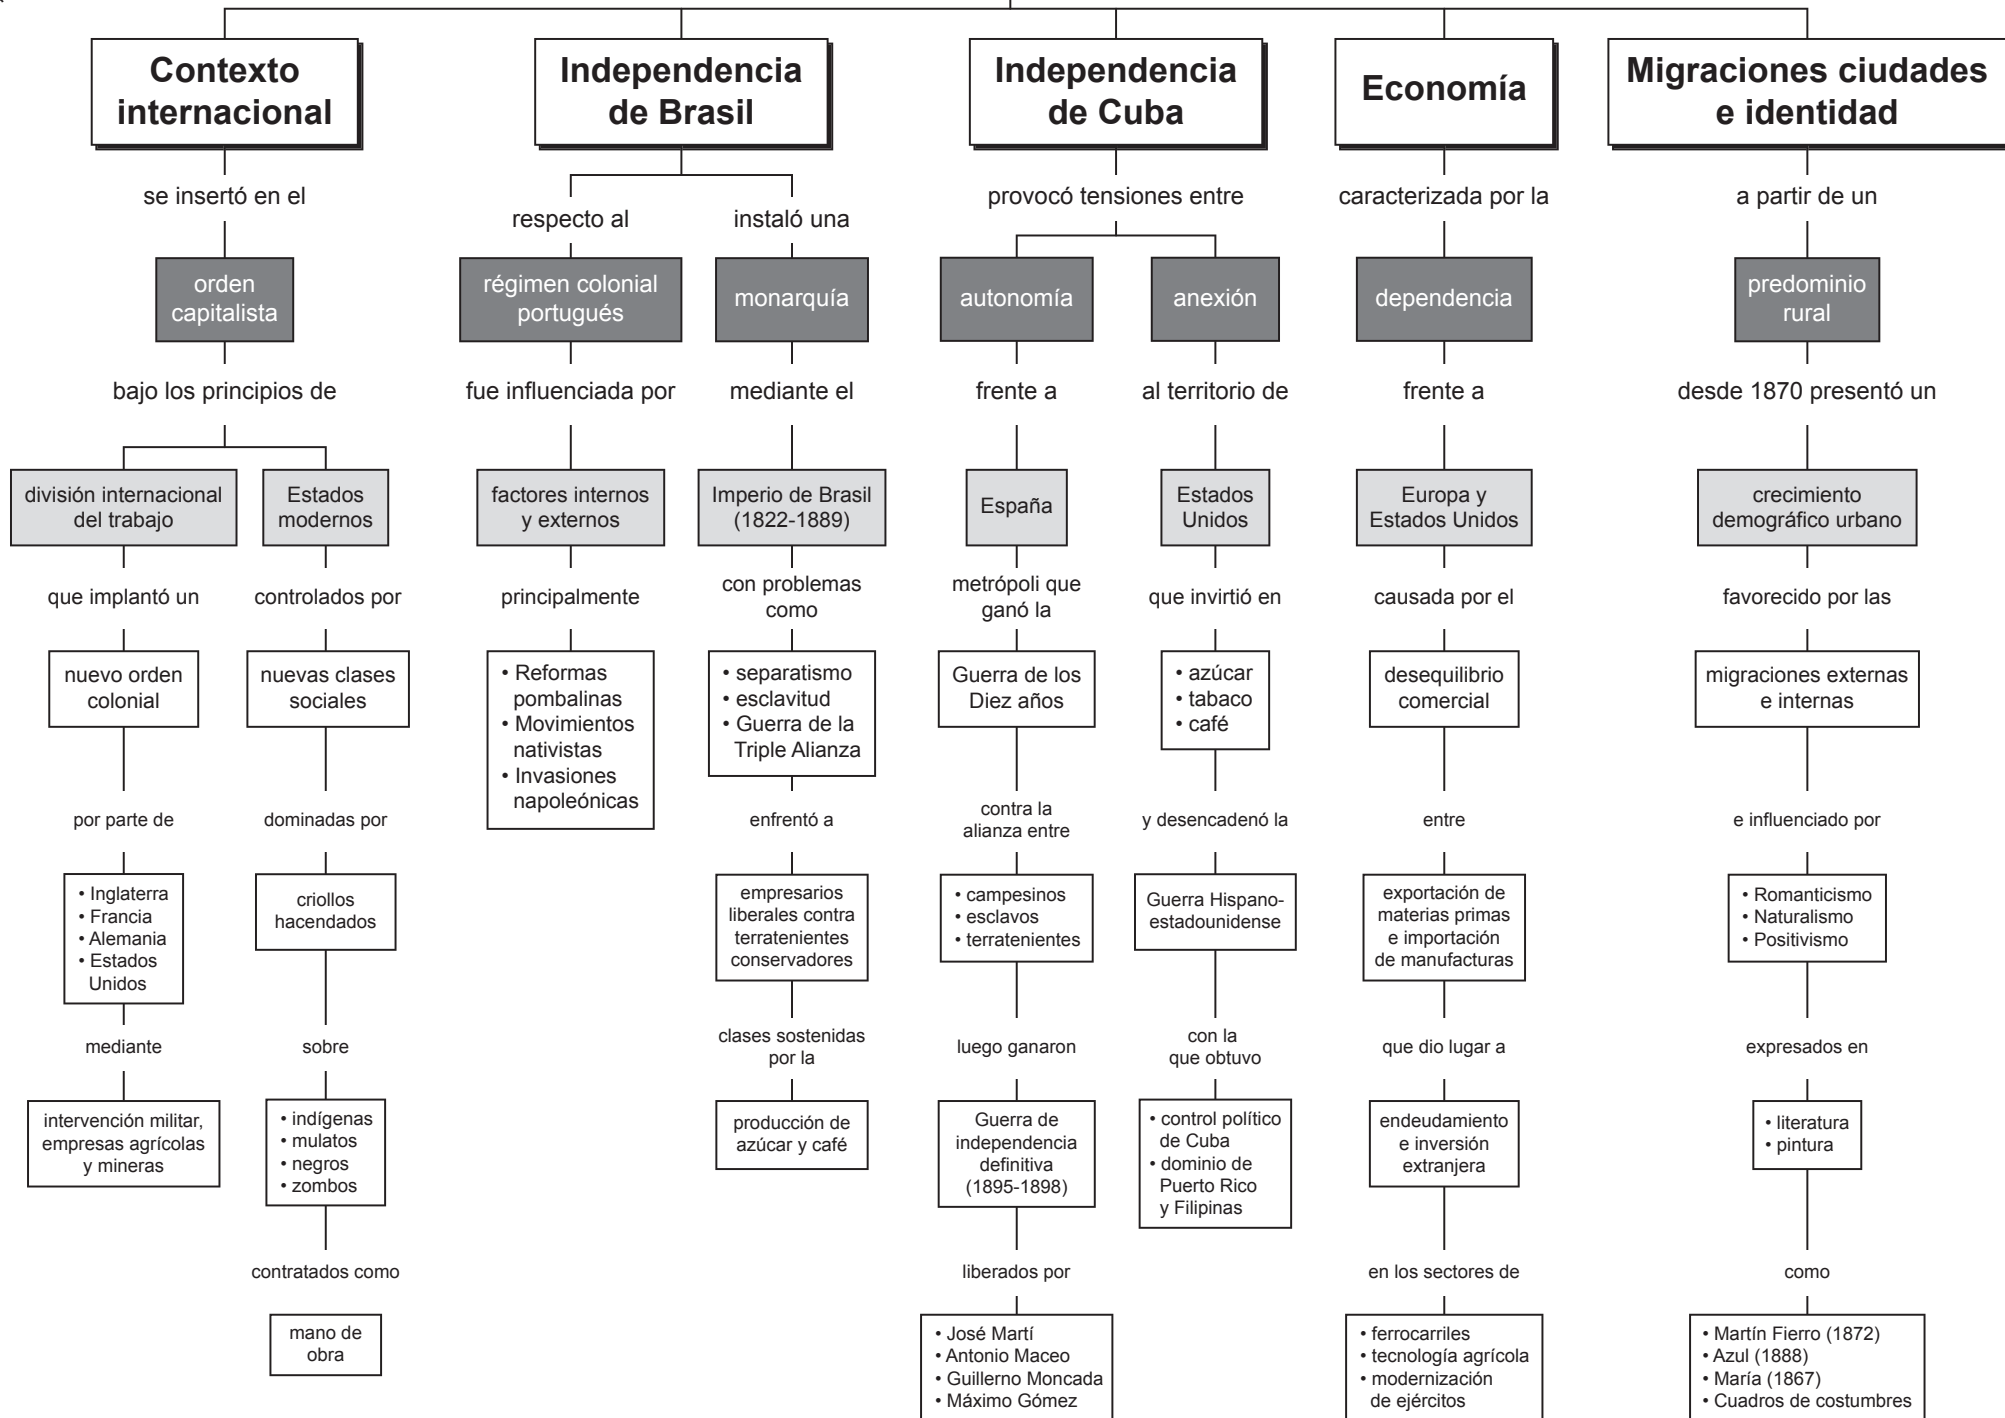 Contexto
internacional
se insertó en el
orden
capitalista
bajo los principios de
división internacional
del trabajo
que implantó un
nuevo orden
colonial
por parte de
• Inglaterra
• Francia
• Alemania
• Estados
Unidos
mediante
intervención militar,
empresas agrícolas
y mineras
Estados
modernos
controlados por
nuevas clases
sociales
dominadas por
criollos
hacendados
sobre
• indígenas
• mulatos
• negros
• zombos
contratados como
mano de
obra
Independencia
de Brasil
respecto al
régimen colonial
portugués
fue influenciada por
factores internos
y externos
principalmente
• Reformas
pombalinas
• Movimientos
nativistas
• Invasiones
napoleónicas
instaló una
monarquía
mediante el
Imperio de Brasil
(1822-1889)
con problemas
como
• separatismo
• esclavitud
• Guerra de la
Triple Alianza
enfrentó a
empresarios
liberales contra
terratenientes
conservadores
clases sostenidas
por la
producción de
azúcar y café
Independencia
de Cuba
provocó tensiones entre
autonomía
frente a
España
metrópoli que
ganó la
Guerra de los
Diez años
contra la
alianza entre
• campesinos
• esclavos
• terratenientes
luego ganaron
Guerra de
independencia
definitiva
(1895-1898)
liberados por
• José Martí
• Antonio Maceo
• Guillerno Moncada
• Máximo Gómez
anexión
al territorio de
Estados
Unidos
que invirtió en
• azúcar
• tabaco
• café
y desencadenó la
Guerra Hispano-
estadounidense
con la
que obtuvo
• control político
de Cuba
• dominio de
Puerto Rico
y Filipinas
Economía
caracterizada por la
dependencia
frente a
Europa y
Estados Unidos
causada por el
desequilibrio
comercial
entre
exportación de
materias primas
e importación
de manufacturas
que dio lugar a
endeudamiento
e inversión
extranjera
en los sectores de
• ferrocarriles
• tecnología agrícola
• modernización
de ejércitos
Migraciones ciudades
e identidad
a partir de un
predominio
rural
desde 1870 presentó un
crecimiento
demográfico urbano
favorecido por las
migraciones externas
e internas
e influenciado por
• Romanticismo
• Naturalismo
• Positivismo
expresados en
• literatura
• pintura
como
• Martín Fierro (1872)
• Azul (1888)
• María (1867)
• Cuadros de costumbres